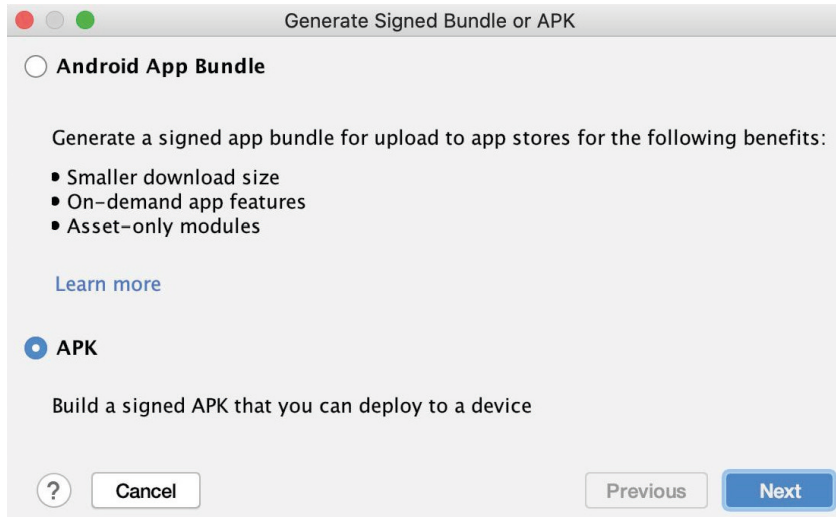 Generate Signed Bundle or APK
Android App Bundle
Generate a signed app bundle for upload to app stores for the following benefits:
• Smaller download size
• On-demand app features
• Asset-only modules
Learn more
APK
Build a signed APK that you can deploy to a device
? Cancel Previous Next